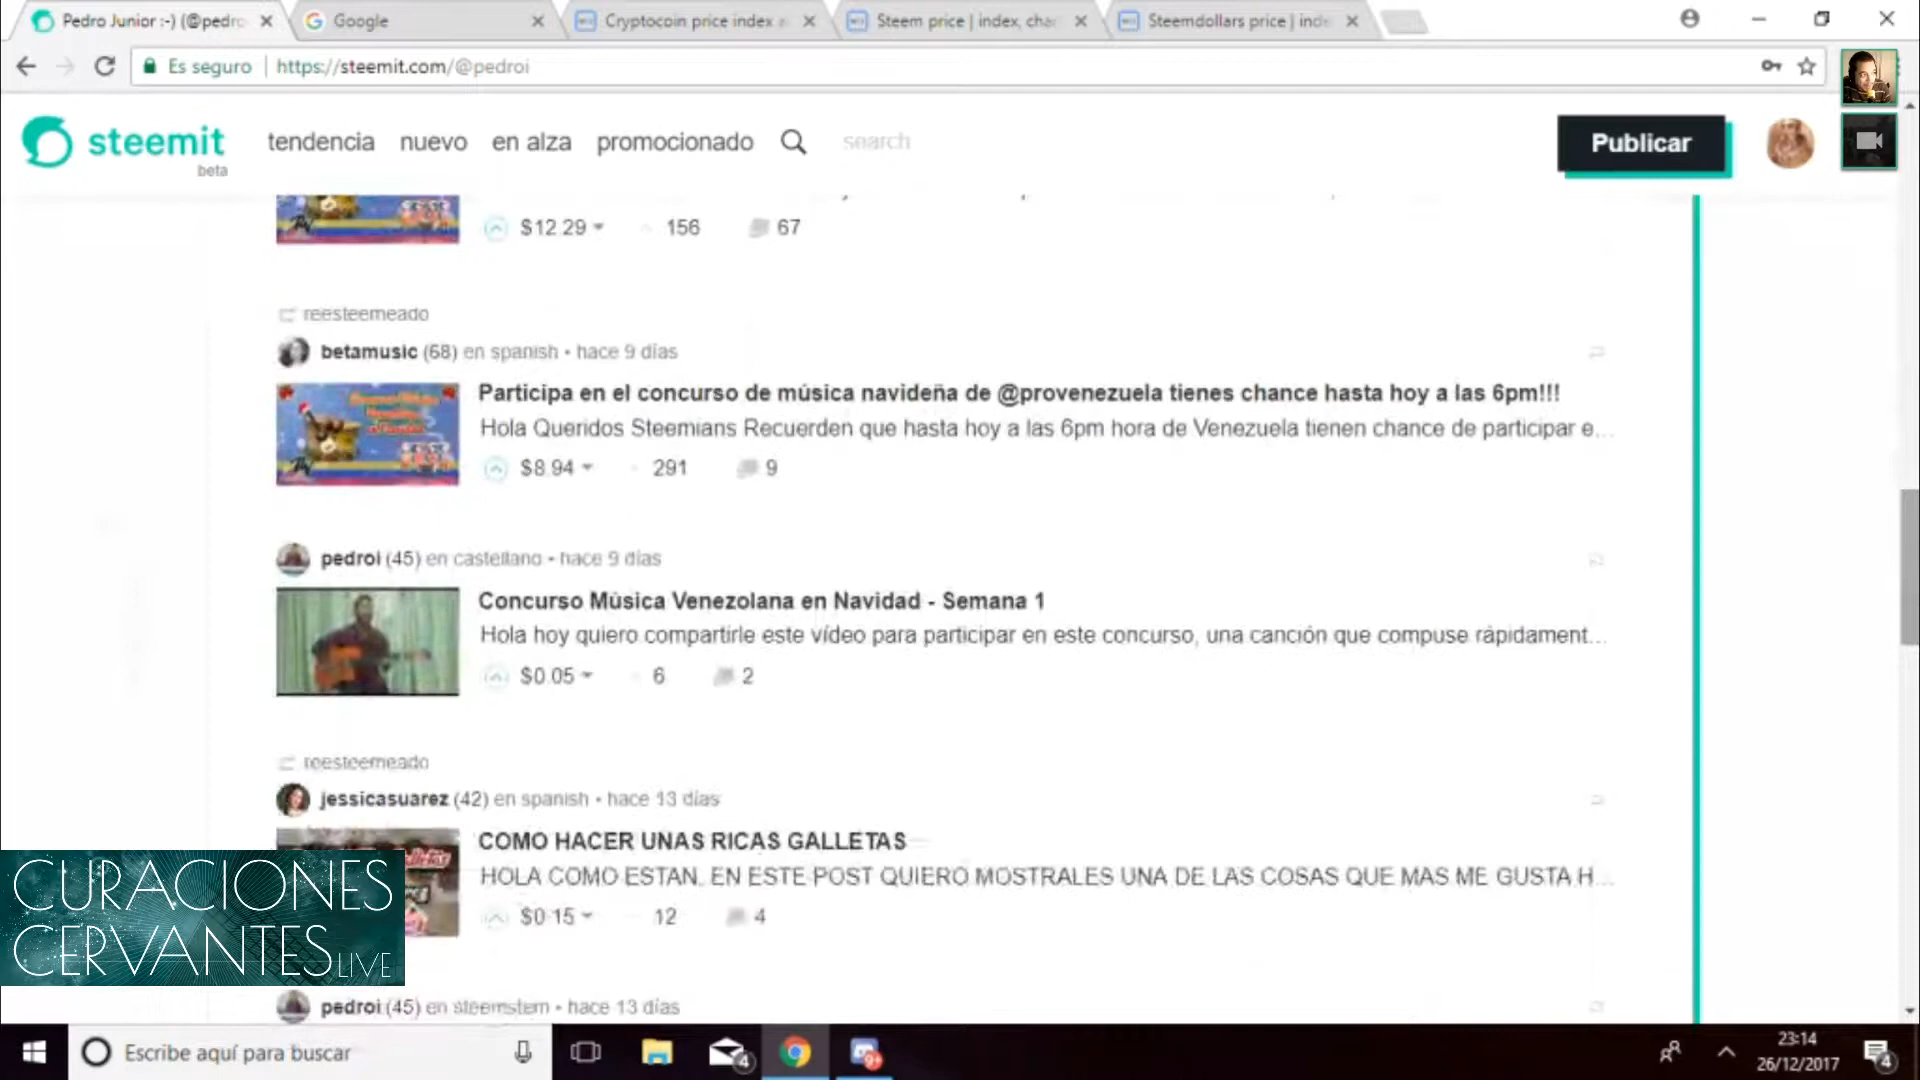 Pedro Junior :-) (@pedro
Google
Cryptocoin price index a
Steem price | index, cha
Steemdollars price | inde
Es seguro
https://steemit.com/@pedroi
steemit
beta
tendencia
nuevo
en alza
promocionado
search
Publicar
$12.29
156
67
reesteemeado
betamusic (68) en spanish • hace 9 días
Participa en el concurso de música navideña de @provenezuela tienes chance hasta hoy a las 6pm!!!
Hola Queridos Steemians Recuerden que hasta hoy a las 6pm hora de Venezuela tienen chance de participar e...
$8.94
291
9
pedroi (45) en castellano • hace 9 días
Concurso Música Venezolana en Navidad - Semana 1
Hola hoy quiero compartirle este vídeo para participar en este concurso, una canción que compuse rápidament...
$0.05
6
2
reesteemeado
jessicasuarez (42) en spanish • hace 13 días
COMO HACER UNAS RICAS GALLETAS
HOLA COMO ESTAN, EN ESTE POST QUIERO MOSTRALES UNA DE LAS COSAS QUE MAS ME GUSTA H...
$0.15
12
4
CURACIONES
CERVANTES LIVE
pedroi (45) en steemstem • hace 13 días
Escribe aquí para buscar
4
9+
23:14
26/12/2017
4